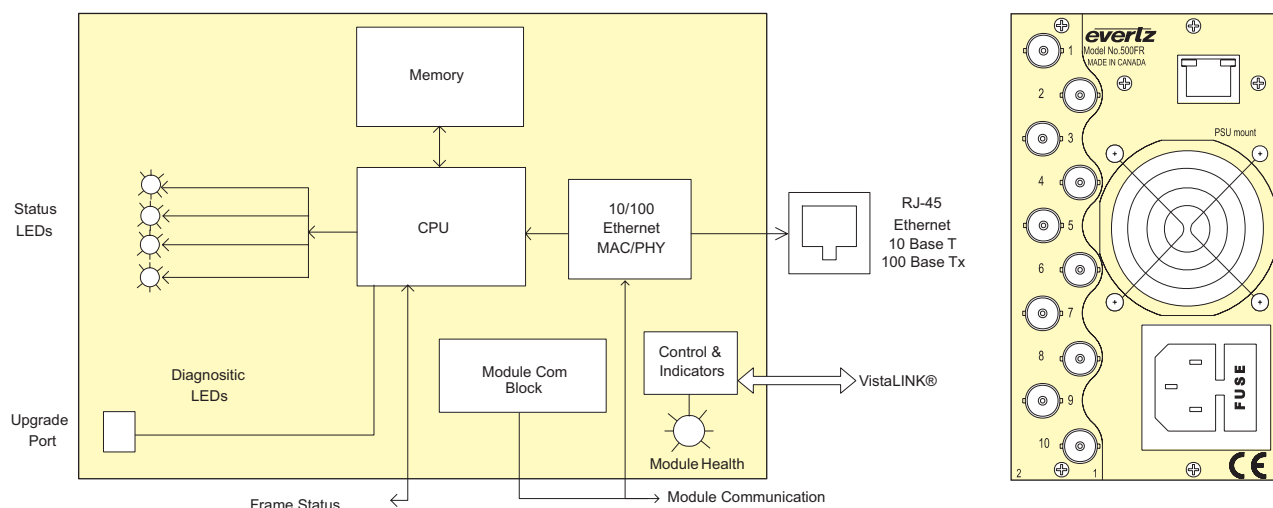 Memory
Status
LEDs
CPU
10/100
Ethernet
MAC/PHY
RJ-45
Ethernet
10 Base T
100 Base Tx
Diagnositic
LEDs
Module Com
Block
Control &
Indicators
VistaLINK®
Upgrade
Port
Module Health
Frame Status
Module Communication
evertz
Model No.500FR
MADE IN CANADA
1
2
3
PSU mount
4
5
6
7
8
9
10
FUSE
2
1
CE